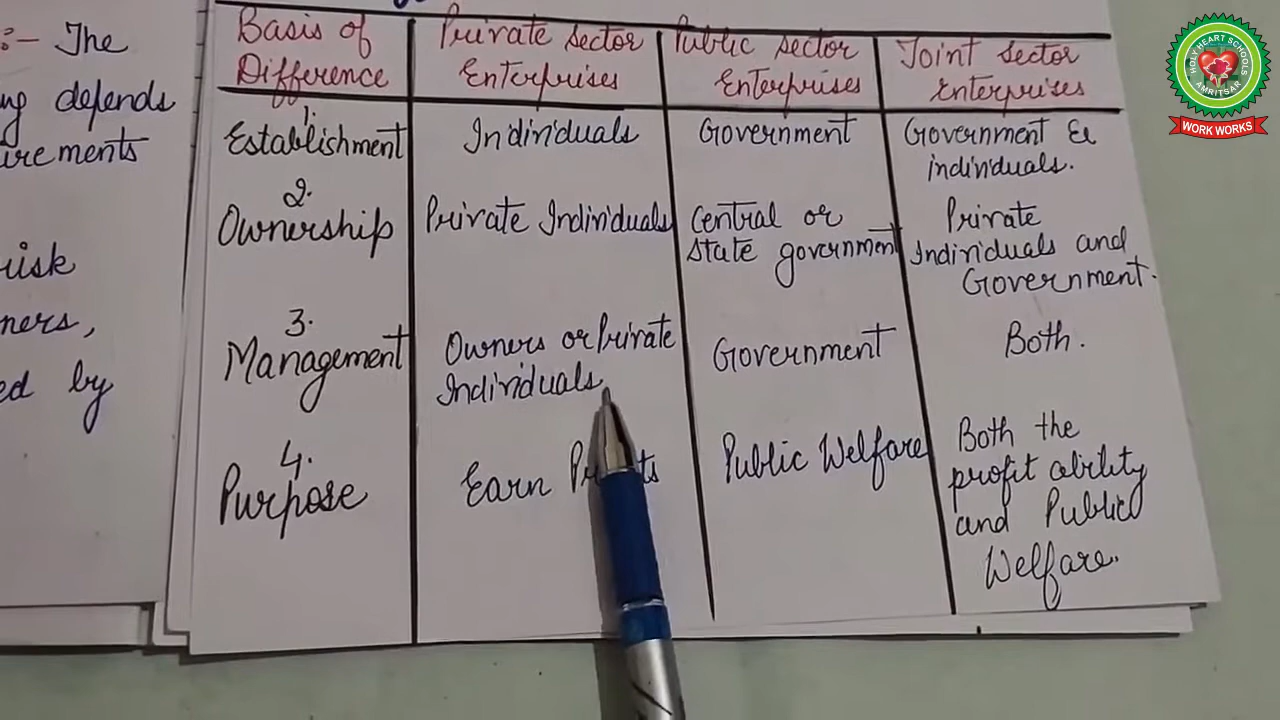 :- The
ng depends
irements
risk
ners,
ed by
Basis of
Difference
Private Sector
Enterprises
Public Sector
Enterprises
Joint Sector
Enterprises
1.
Establishment
Individuals
Government
Government &
individuals.
2.
Ownership
Private Individuals
Central or
State government
Private
Individuals and
Government.
3.
Management
Owners or Private
Individuals
Government
Both.
4.
Purpose
Earn
Public Welfare
Both the
profit ability
and Public
Welfare.
HOLY HEART SCHOOLS
AMRITSAR
WORK WORKS